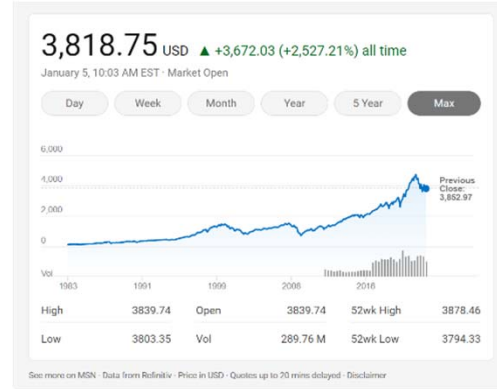 3,818.75 USD ▲ +3,672.03 (+2,527.21%) all time
January 5, 10:03 AM EST · Market Open
Day Week Month Year 5 Year Max
6,000
4,000
Previous
Close:
3,852.97
2,000
0
Vol
1983 1991 1999 2008 2016
High 3839.74 Open 3839.74 52wk High 3878.46
Low 3803.35 Vol 289.76 M 52wk Low 3794.33
See more on MSN · Data from Refinitiv · Price in USD · Quotes up to 20 mins delayed · Disclaimer